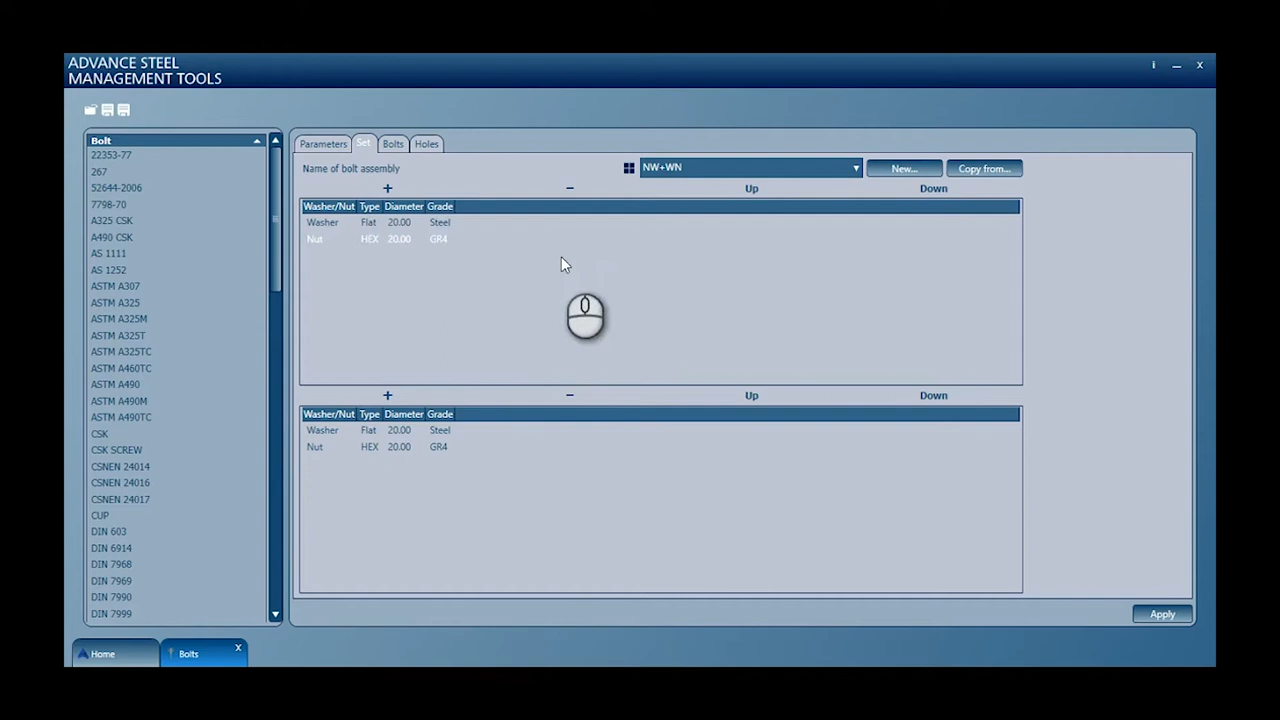 ADVANCE STEEL
MANAGEMENT TOOLS
i
X
Bolt
22353-77
267
52644-2006
7798-70
A325 CSK
A490 CSK
AS 1111
AS 1252
ASTM A307
ASTM A325
ASTM A325M
ASTM A325T
ASTM A325TC
ASTM A460TC
ASTM A490
ASTM A490M
ASTM A490TC
CSK
CSK SCREW
CSNEN 24014
CSNEN 24016
CSNEN 24017
CUP
DIN 603
DIN 6914
DIN 7968
DIN 7969
DIN 7990
DIN 7999
Parameters Set Bolts Holes
Name of bolt assembly NW+WN New... Copy from...
+ − Up Down
Washer/Nut Type Diameter Grade
Washer Flat 20.00 Steel
Nut HEX 20.00 GR4
+ − Up Down
Washer/Nut Type Diameter Grade
Washer Flat 20.00 Steel
Nut HEX 20.00 GR4
Apply
Home Bolts X